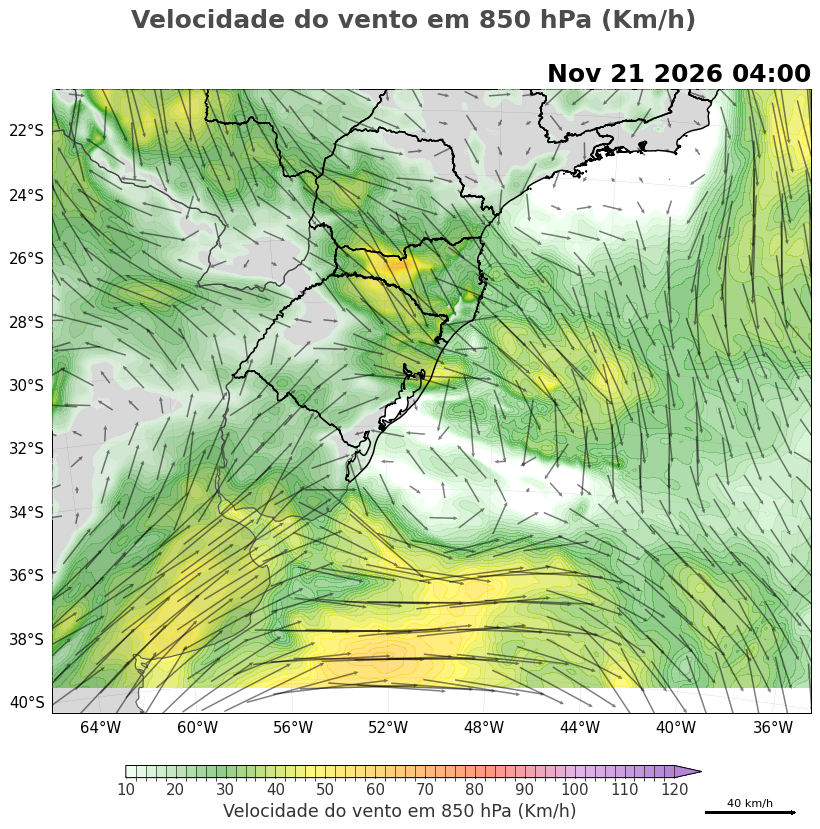 Velocidade do vento em 850 hPa (Km/h)
Nov 21 2026 04:00
22°S
24°S
26°S
28°S
30°S
32°S
34°S
36°S
38°S
40°S
64°W 60°W 56°W 52°W 48°W 44°W 40°W 36°W
10 20 30 40 50 60 70 80 90 100 110 120
Velocidade do vento em 850 hPa (Km/h)
40 km/h